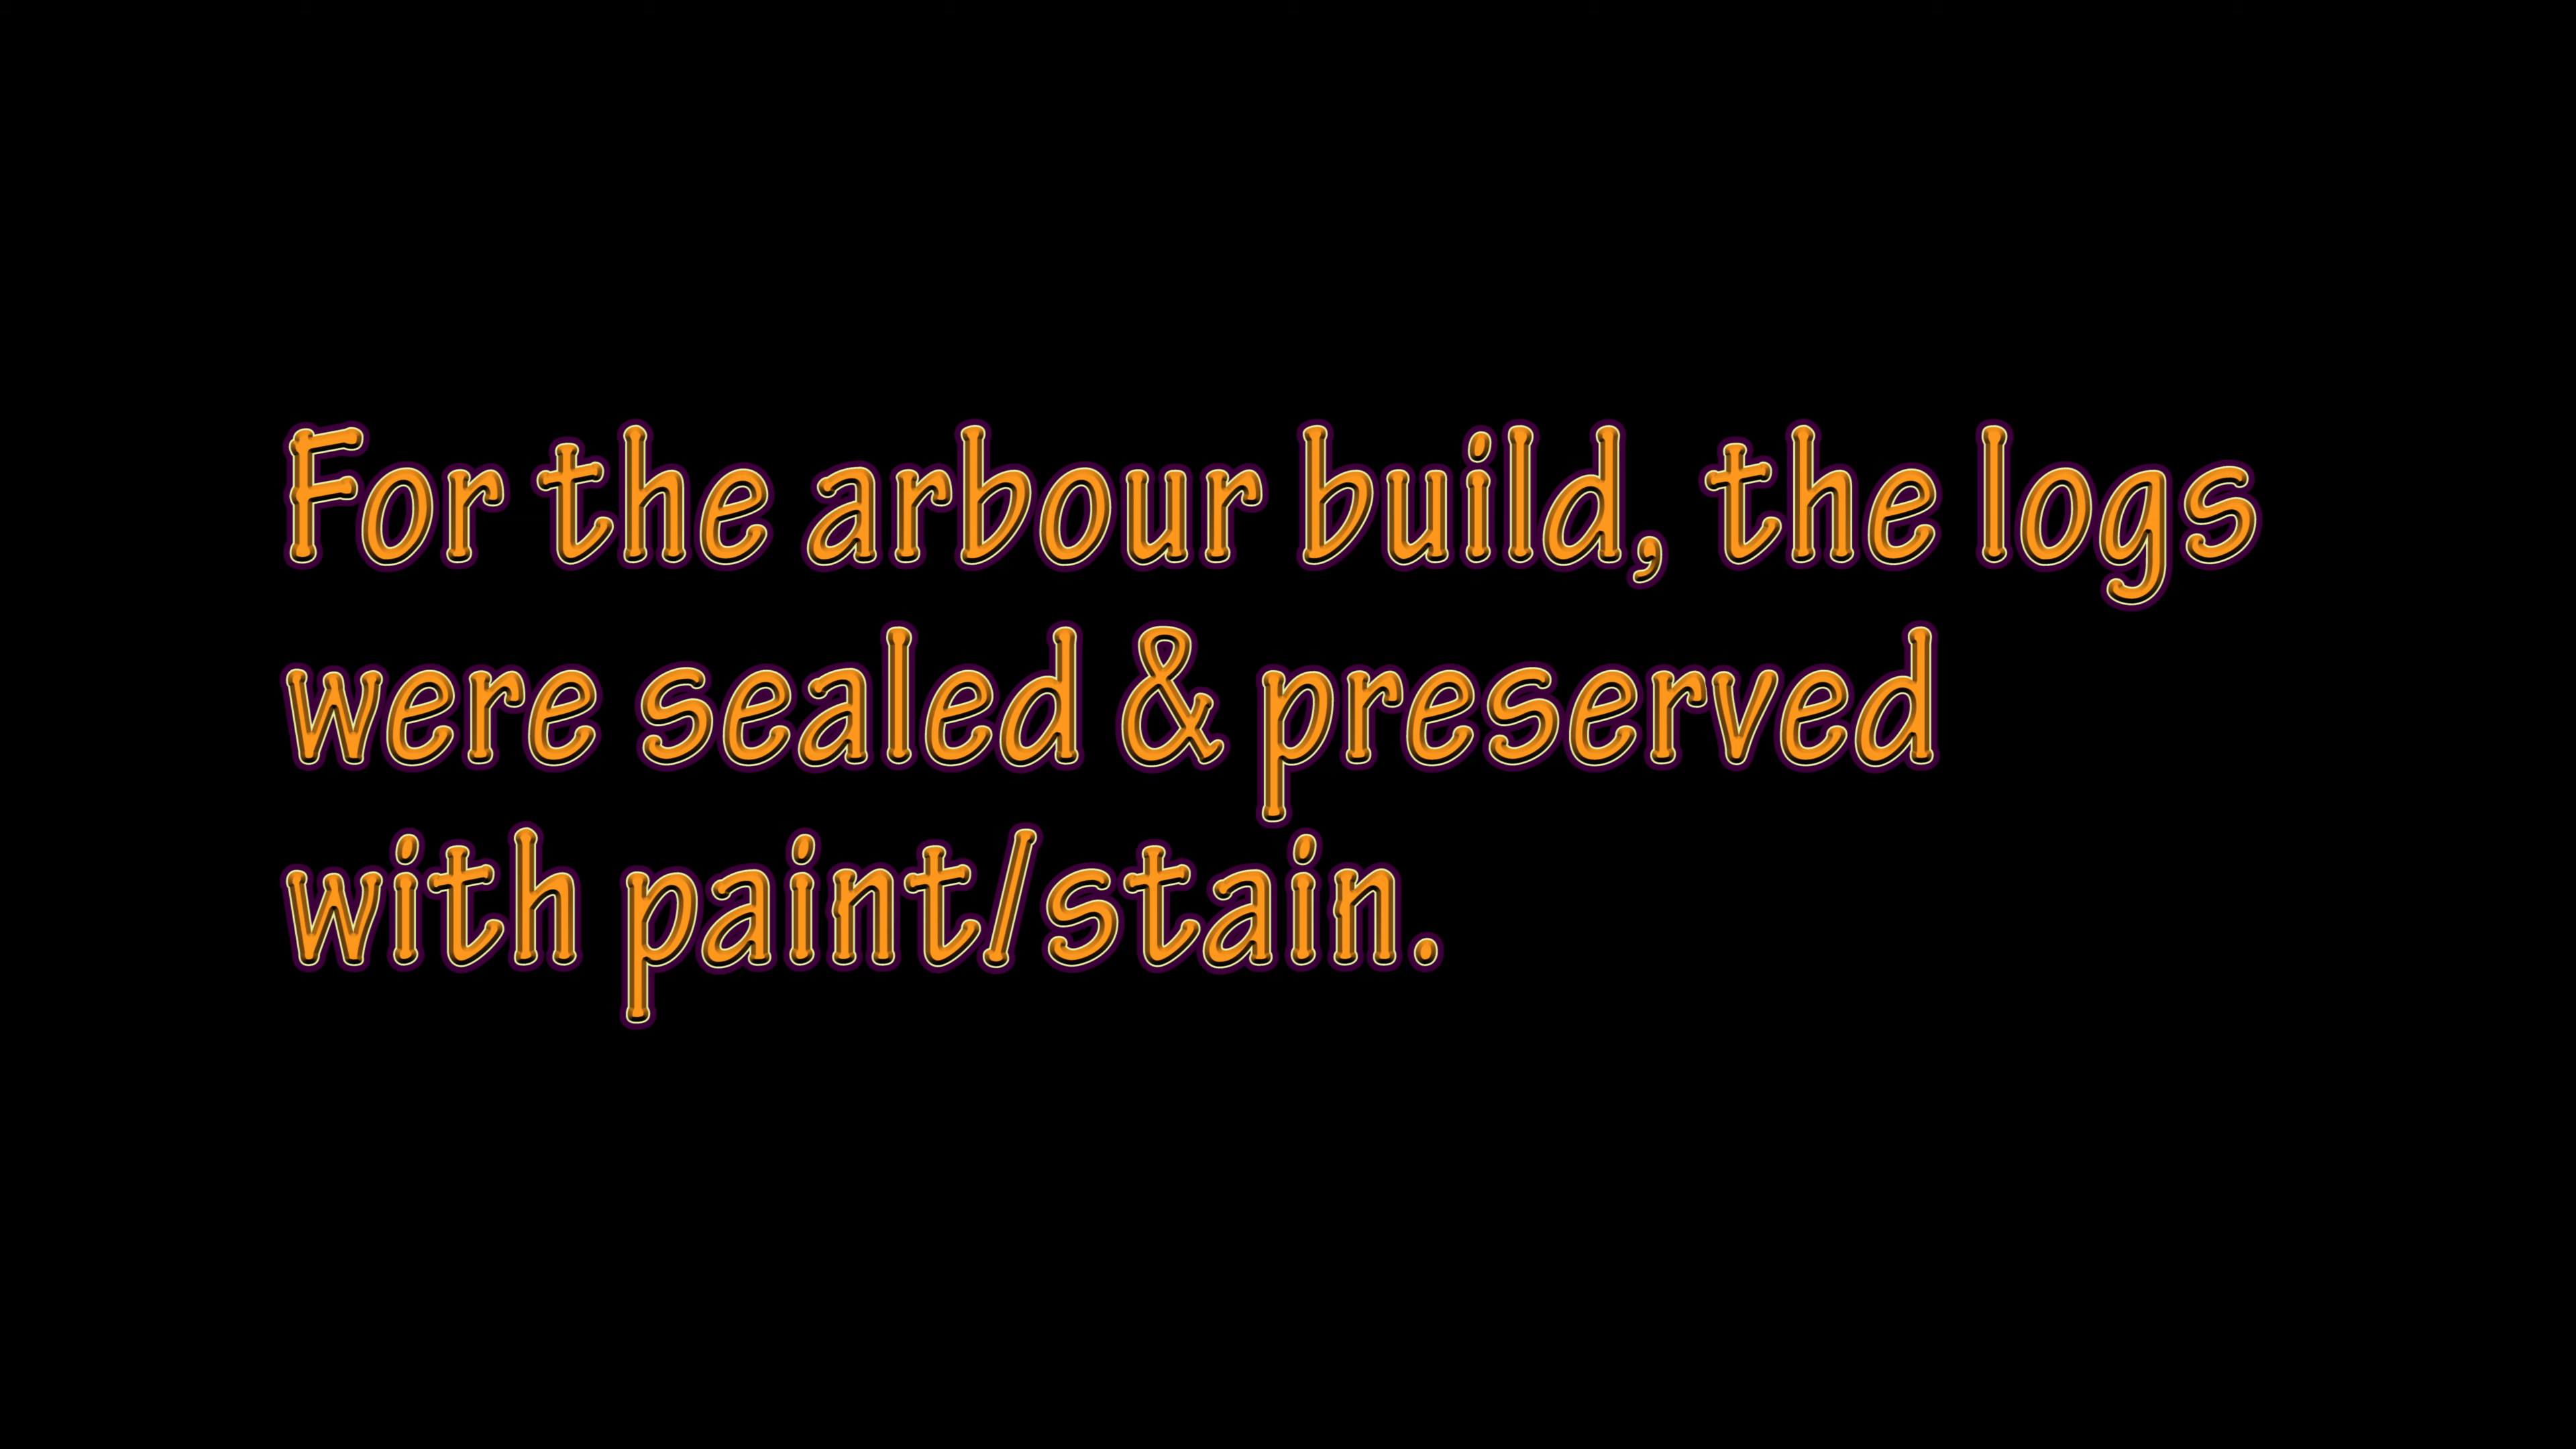 For the arbour build, the logs
were sealed & preserved
with paint/stain.